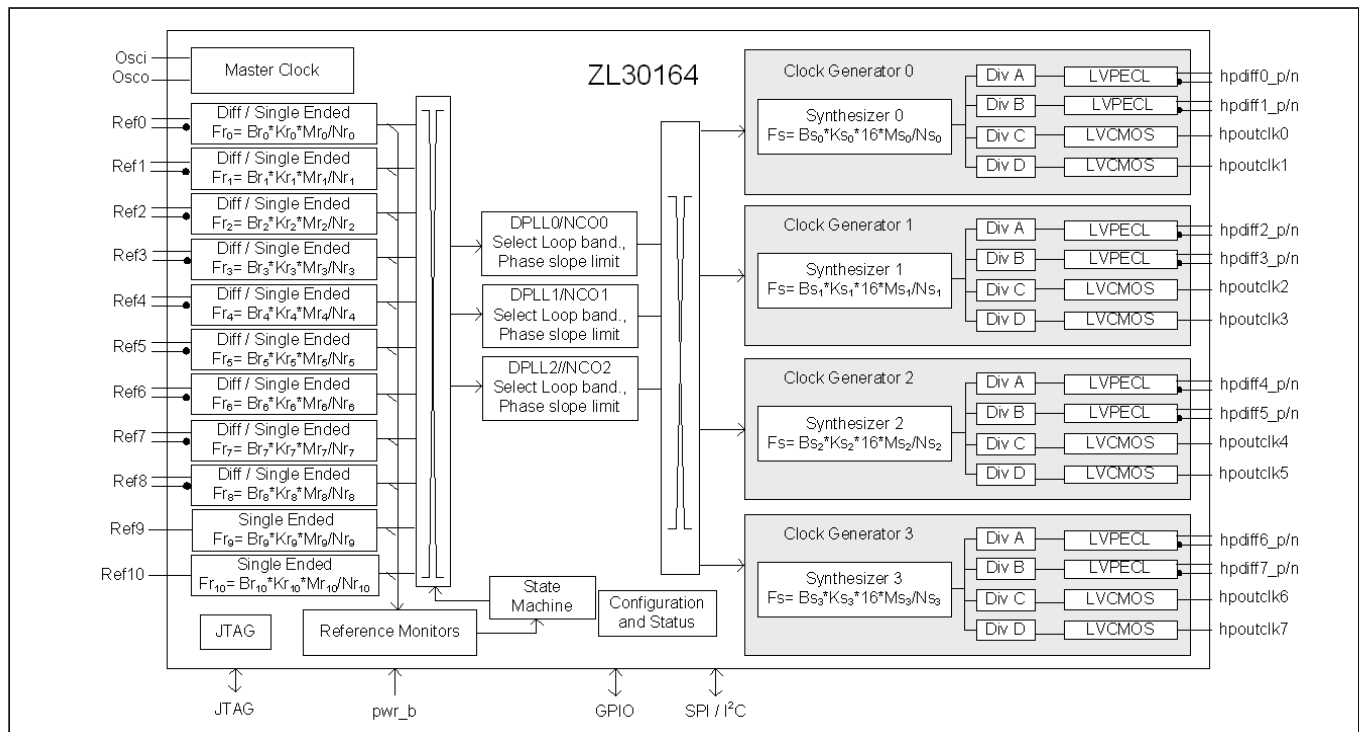 ZL30164
Osci
Osco
Master Clock
Ref0
Diff / Single Ended
Fr₀= Br₀*Kr₀*Mr₀/Nr₀
Ref1
Diff / Single Ended
Fr₁= Br₁*Kr₁*Mr₁/Nr₁
Ref2
Diff / Single Ended
Fr₂= Br₂*Kr₂*Mr₂/Nr₂
Ref3
Diff / Single Ended
Fr₃= Br₃*Kr₃*Mr₃/Nr₃
Ref4
Diff / Single Ended
Fr₄= Br₄*Kr₄*Mr₄/Nr₄
Ref5
Diff / Single Ended
Fr₅= Br₅*Kr₅*Mr₅/Nr₅
Ref6
Diff / Single Ended
Fr₆= Br₆*Kr₆*Mr₆/Nr₆
Ref7
Diff / Single Ended
Fr₇= Br₇*Kr₇*Mr₇/Nr₇
Ref8
Diff / Single Ended
Fr₈= Br₈*Kr₈*Mr₈/Nr₈
Ref9
Single Ended
Fr₉= Br₉*Kr₉*Mr₉/Nr₉
Ref10
Single Ended
Fr₁₀= Br₁₀*Kr₁₀*Mr₁₀/Nr₁₀
JTAG
Reference Monitors
State
Machine
Configuration
and Status
DPLL0/NCO0
Select Loop band.,
Phase slope limit
DPLL1/NCO1
Select Loop band.,
Phase slope limit
DPLL2//NCO2
Select Loop band.,
Phase slope limit
Clock Generator 0
Synthesizer 0
Fs= Bs₀*Ks₀*16*Ms₀/Ns₀
Div A
LVPECL
hpdiff0_p/n
Div B
LVPECL
hpdiff1_p/n
Div C
LVCMOS
hpoutclk0
Div D
LVCMOS
hpoutclk1
Clock Generator 1
Synthesizer 1
Fs= Bs₁*Ks₁*16*Ms₁/Ns₁
Div A
LVPECL
hpdiff2_p/n
Div B
LVPECL
hpdiff3_p/n
Div C
LVCMOS
hpoutclk2
Div D
LVCMOS
hpoutclk3
Clock Generator 2
Synthesizer 2
Fs= Bs₂*Ks₂*16*Ms₂/Ns₂
Div A
LVPECL
hpdiff4_p/n
Div B
LVPECL
hpdiff5_p/n
Div C
LVCMOS
hpoutclk4
Div D
LVCMOS
hpoutclk5
Clock Generator 3
Synthesizer 3
Fs= Bs₃*Ks₃*16*Ms₃/Ns₃
Div A
LVPECL
hpdiff6_p/n
Div B
LVPECL
hpdiff7_p/n
Div C
LVCMOS
hpoutclk6
Div D
LVCMOS
hpoutclk7
JTAG
pwr_b
GPIO
SPI / I²C